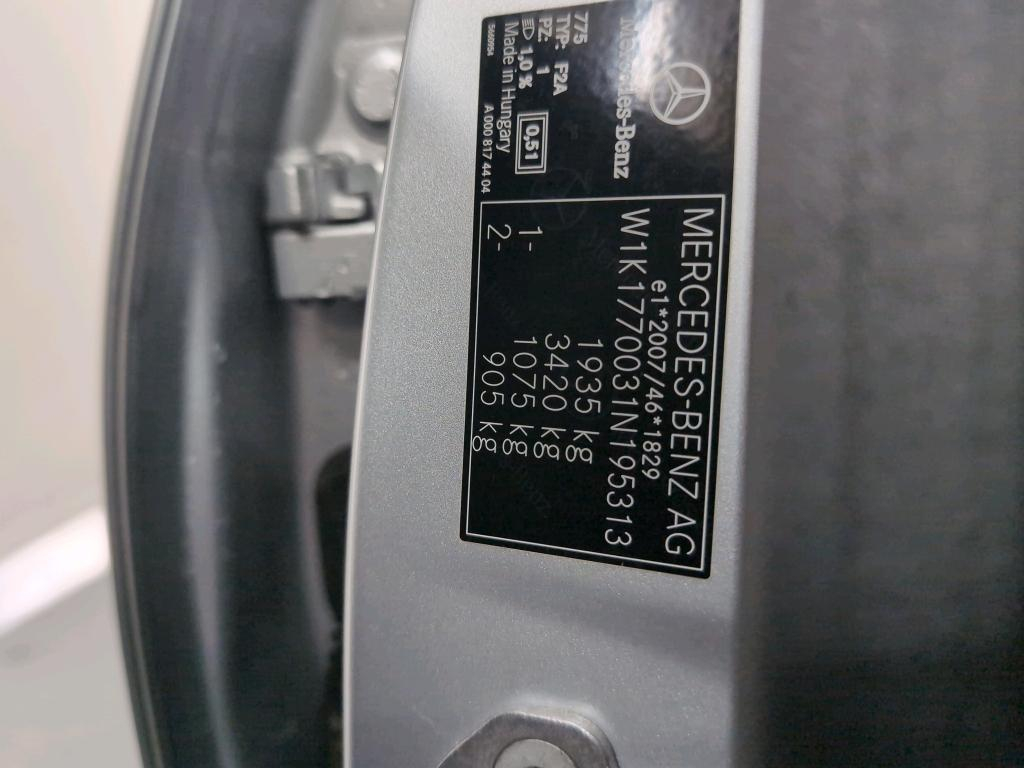 Mercedes-Benz
775
TYP: F2A
PZ: 1
1,0 %
0,51
Made in Hungary
A 000 817 44 04
MERCEDES-BENZ AG
e1*2007/46*1829
W1K1770031N195313
1935 kg
3420 kg
1- 1075 kg
2- 905 kg